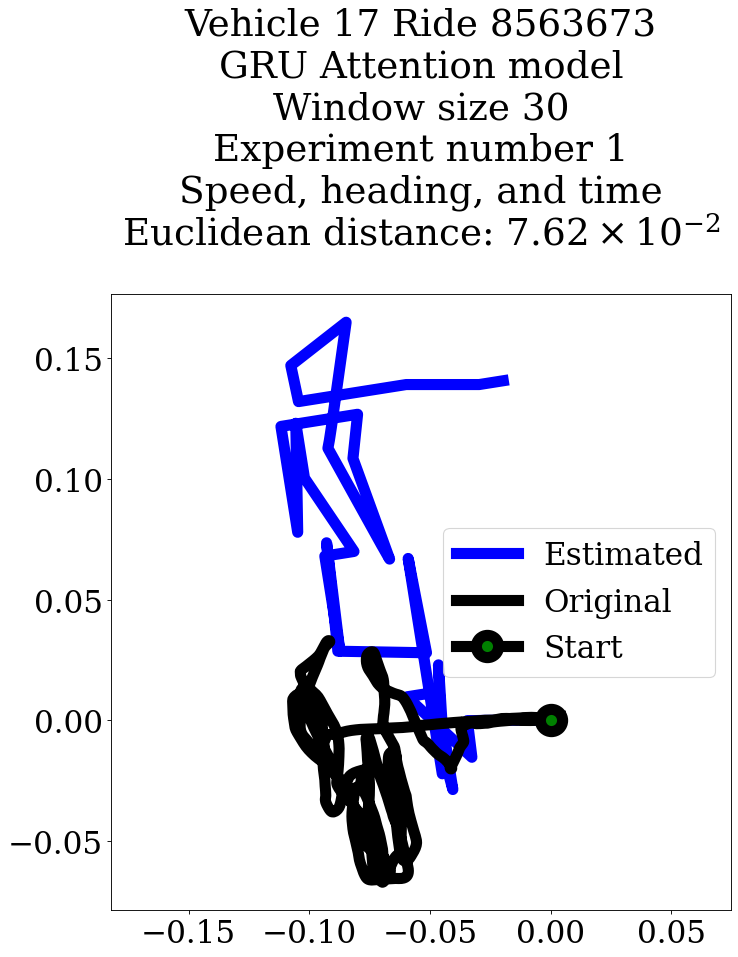 Vehicle 17 Ride 8563673
GRU Attention model
Window size 30
Experiment number 1
Speed, heading, and time
Euclidean distance: 7.62 × 10⁻²
0.15
0.10
0.05
0.00
−0.05
Estimated
Original
Start
−0.15 −0.10 −0.05 0.00 0.05